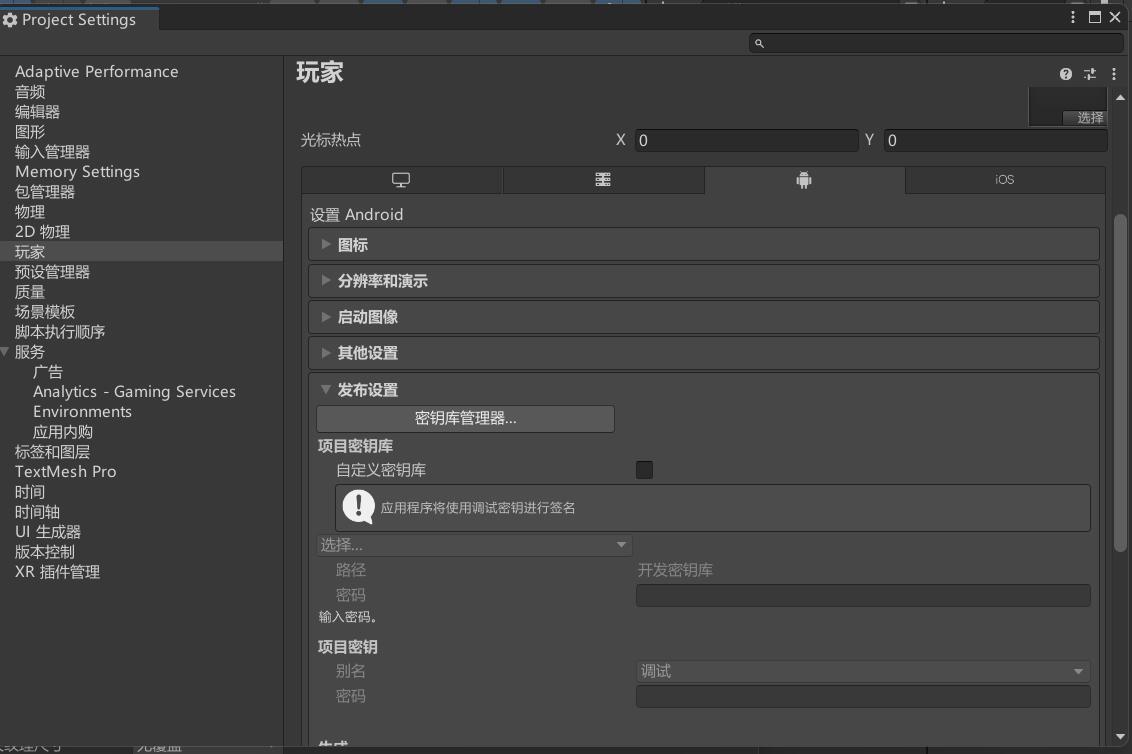 Project Settings
Adaptive Performance
音频
编辑器
图形
输入管理器
Memory Settings
包管理器
物理
2D 物理
玩家
预设管理器
质量
场景模板
脚本执行顺序
服务
广告
Analytics - Gaming Services
Environments
应用内购
标签和图层
TextMesh Pro
时间
时间轴
UI 生成器
版本控制
XR 插件管理
玩家
选择
光标热点 X 0 Y 0
iOS
设置 Android
图标
分辨率和演示
启动图像
其他设置
发布设置
密钥库管理器...
项目密钥库
自定义密钥库
应用程序将使用调试密钥进行签名
选择...
路径 开发密钥库
密码
输入密码。
项目密钥
别名 调试
密码